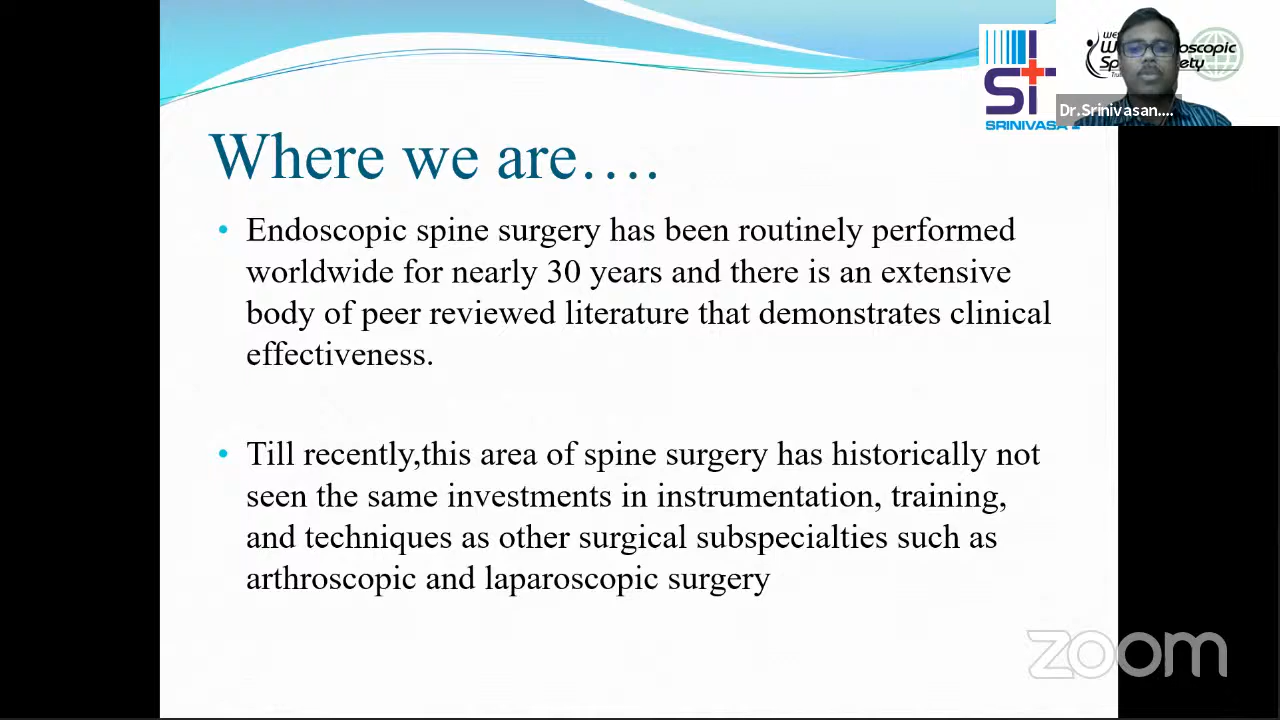 Where we are….
• Endoscopic spine surgery has been routinely performed
worldwide for nearly 30 years and there is an extensive
body of peer reviewed literature that demonstrates clinical
effectiveness.
• Till recently,this area of spine surgery has historically not
seen the same investments in instrumentation, training,
and techniques as other surgical subspecialties such as
arthroscopic and laparoscopic surgery
SRINIVASA
Dr.Srinivasan....
zoom